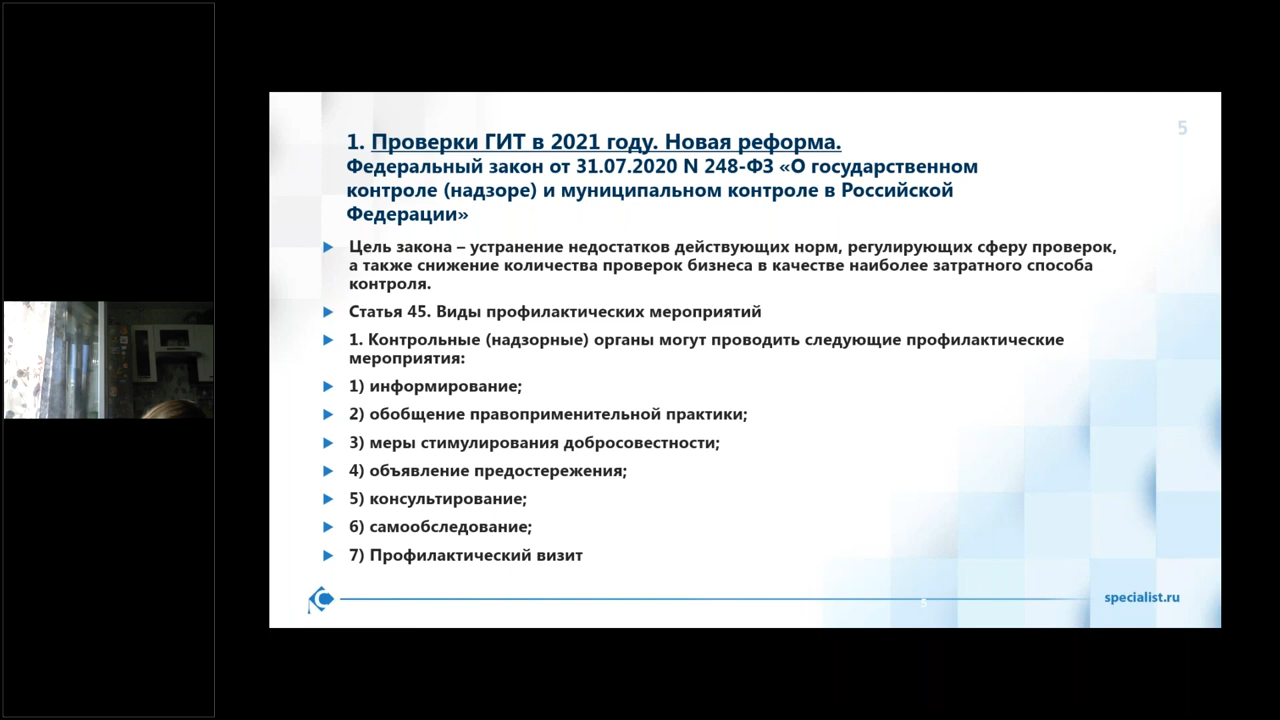 5
1. Проверки ГИТ в 2021 году. Новая реформа.
Федеральный закон от 31.07.2020 N 248-ФЗ «О государственном
контроле (надзоре) и муниципальном контроле в Российской
Федерации»
Цель закона – устранение недостатков действующих норм, регулирующих сферу проверок,
а также снижение количества проверок бизнеса в качестве наиболее затратного способа
контроля.
Статья 45. Виды профилактических мероприятий
1. Контрольные (надзорные) органы могут проводить следующие профилактические
мероприятия:
1) информирование;
2) обобщение правоприменительной практики;
3) меры стимулирования добросовестности;
4) объявление предостережения;
5) консультирование;
6) самообследование;
7) Профилактический визит
5
specialist.ru